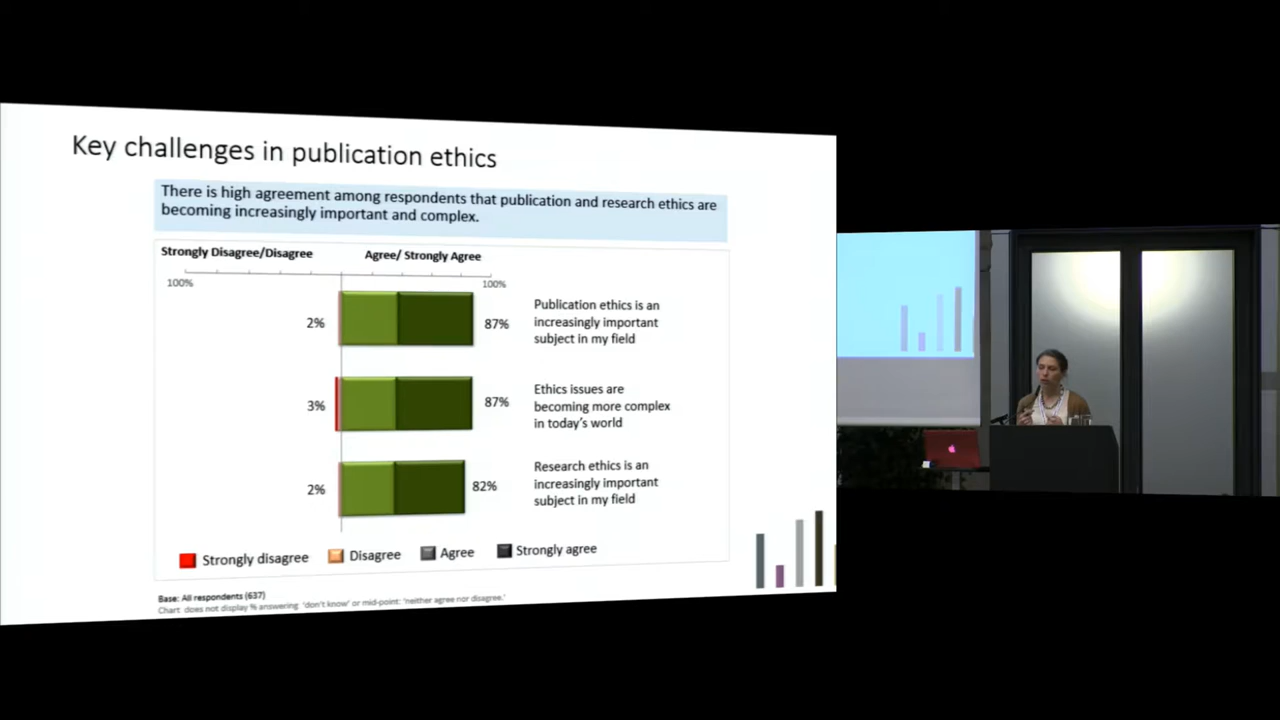 Key challenges in publication ethics
There is high agreement among respondents that publication and research ethics are
becoming increasingly important and complex.
Strongly Disagree/Disagree
Agree/ Strongly Agree
100%
100%
2%
87%
Publication ethics is an
increasingly important
subject in my field
3%
87%
Ethics issues are
becoming more complex
in today's world
2%
82%
Research ethics is an
increasingly important
subject in my field
Strongly disagree
Disagree
Agree
Strongly agree
Base: All respondents (637)
Chart does not display % answering 'don't know' or mid-point: 'neither agree nor disagree.'